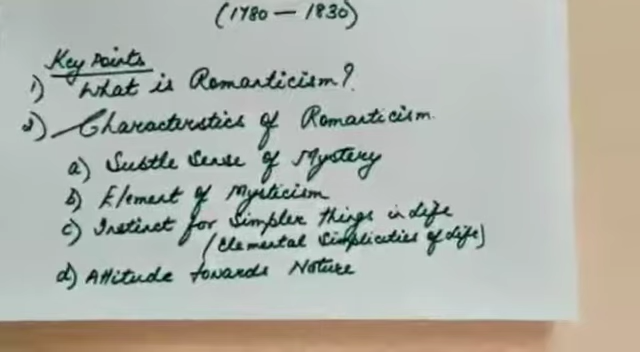 (1780 — 1830)
Key Points
1) What is Romanticism?
2) Characterstics of Romanticism.
a) Subtle Sense of Mystery
b) Element of Mysticism
c) Instinct for Simpler things in life
(Elemental Simplicities of life)
d) Attitude towards Nature